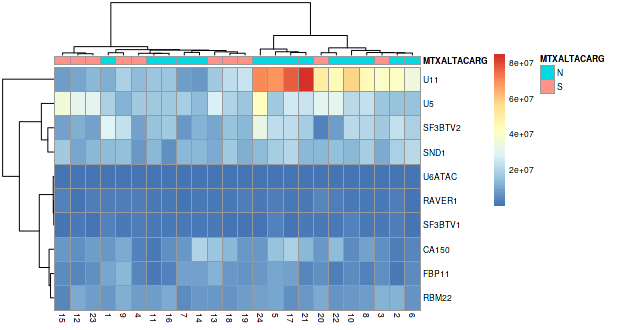 MTXALTACARG
U11
U5
SF3BTV2
SND1
U6ATAC
RAVER1
SF3BTV1
CA150
FBP11
RBM22
15 12 23 1 9 4 11 16 7 14 13 18 19 24 5 17 21 20 22 10 8 3 2 6
8e+07
6e+07
4e+07
2e+07
MTXALTACARG
N
S